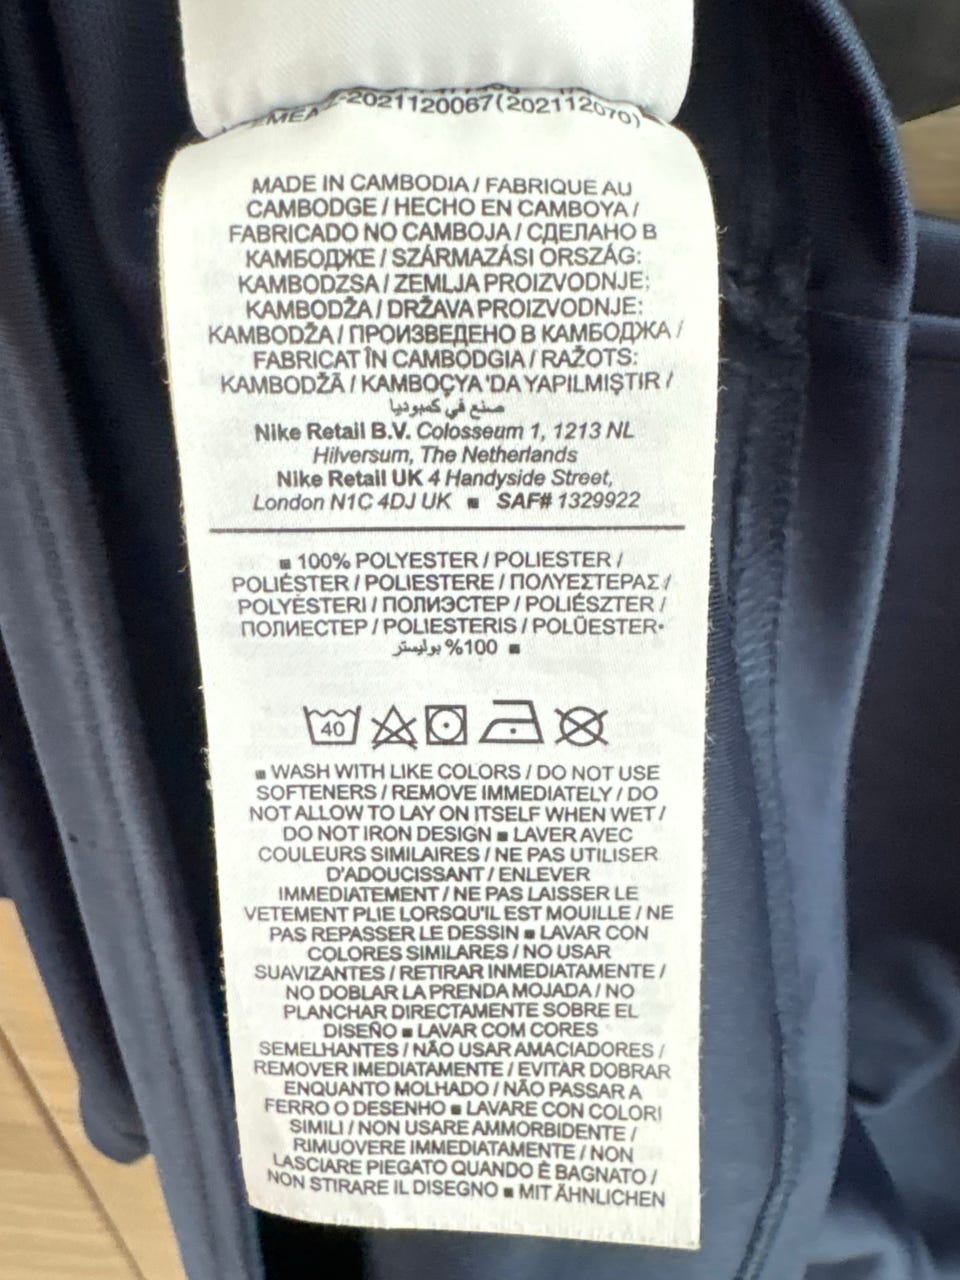 2021120067(202112070)
MADE IN CAMBODIA / FABRIQUE AU
CAMBODGE / HECHO EN CAMBOYA /
FABRICADO NO CAMBOJA / СДЕЛАНО В
КАМБОДЖЕ / SZÁRMAZÁSI ORSZÁG:
KAMBODZSA / ZEMLJA PROIZVODNJE:
KAMBODŽA / DRŽAVA PROIZVODNJE:
KAMBODŽA / ПРОИЗВЕДЕНО В КАМБОДЖА /
FABRICAT ÎN CAMBODGIA / RAŽOTS:
KAMBODŽĀ / KAMBOÇYA'DA YAPILMIŞTIR /
صنع في كمبوديا
Nike Retail B.V. Colosseum 1, 1213 NL
Hilversum, The Netherlands
Nike Retail UK 4 Handyside Street,
London N1C 4DJ UK ■ SAF# 1329922
■ 100% POLYESTER / POLIESTER /
POLIÉSTER / POLIESTERE / ΠΟΛΥΕΣΤΕΡΑΣ /
POLYESTERI / ПОЛИЭСТЕР / POLIÉSZTER /
ПОЛИЕСТЕР / POLIESTERIS / POLÜESTER•
100% بوليستر ■
40
■ WASH WITH LIKE COLORS / DO NOT USE
SOFTENERS / REMOVE IMMEDIATELY / DO
NOT ALLOW TO LAY ON ITSELF WHEN WET /
DO NOT IRON DESIGN ■ LAVER AVEC
COULEURS SIMILAIRES / NE PAS UTILISER
D'ADOUCISSANT / ENLEVER
IMMEDIATEMENT / NE PAS LAISSER LE
VETEMENT PLIE LORSQU'IL EST MOUILLE / NE
PAS REPASSER LE DESSIN ■ LAVAR CON
COLORES SIMILARES / NO USAR
SUAVIZANTES / RETIRAR INMEDIATAMENTE /
NO DOBLAR LA PRENDA MOJADA / NO
PLANCHAR DIRECTAMENTE SOBRE EL
DISEÑO ■ LAVAR COM CORES
SEMELHANTES / NÃO USAR AMACIADORES /
REMOVER IMEDIATAMENTE / EVITAR DOBRAR
ENQUANTO MOLHADO / NÃO PASSAR A
FERRO O DESENHO ■ LAVARE CON COLORI
SIMILI / NON USARE AMMORBIDENTE /
RIMUOVERE IMMEDIATAMENTE / NON
LASCIARE PIEGATO QUANDO È BAGNATO /
NON STIRARE IL DISEGNO ■ MIT ÄHNLICHEN